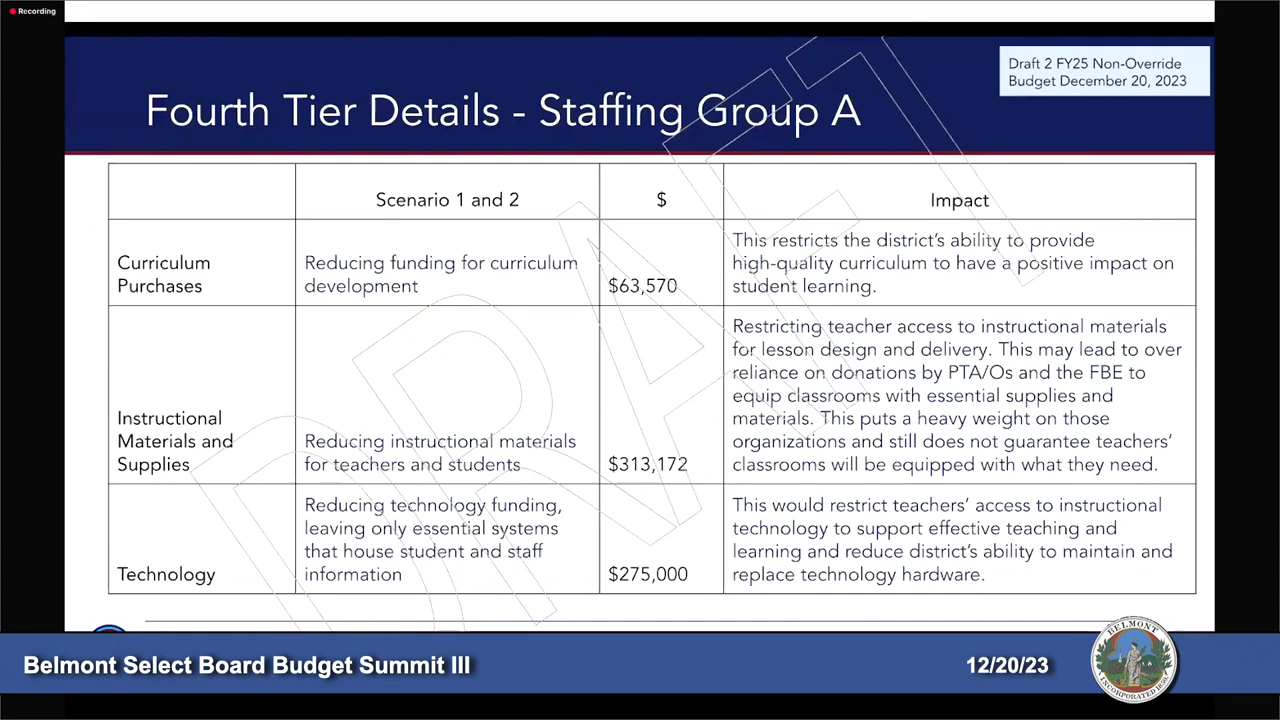 Recording
Draft 2 FY25 Non-Override
Budget December 20, 2023
Fourth Tier Details - Staffing Group A
Scenario 1 and 2
$
Impact
Curriculum
Purchases
Reducing funding for curriculum
development
$63,570
This restricts the district's ability to provide
high-quality curriculum to have a positive impact on
student learning.
Instructional
Materials and
Supplies
Reducing instructional materials
for teachers and students
$313,172
Restricting teacher access to instructional materials
for lesson design and delivery. This may lead to over
reliance on donations by PTA/Os and the FBE to
equip classrooms with essential supplies and
materials. This puts a heavy weight on those
organizations and still does not guarantee teachers'
classrooms will be equipped with what they need.
Technology
Reducing technology funding,
leaving only essential systems
that house student and staff
information
$275,000
This would restrict teachers' access to instructional
technology to support effective teaching and
learning and reduce district's ability to maintain and
replace technology hardware.
DRAFT
Belmont Select Board Budget Summit III
12/20/23
BELMONT
INCORPORATED 1859